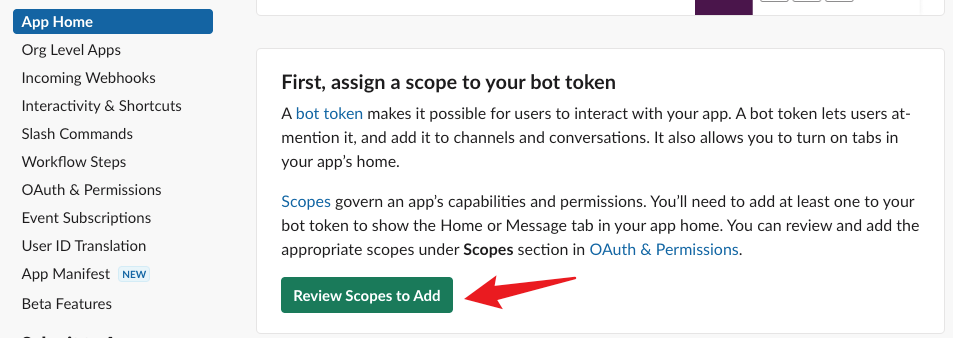 App Home
Org Level Apps
Incoming Webhooks
Interactivity & Shortcuts
Slash Commands
Workflow Steps
OAuth & Permissions
Event Subscriptions
User ID Translation
App Manifest NEW
Beta Features
First, assign a scope to your bot token
A bot token makes it possible for users to interact with your app. A bot token lets users at-
mention it, and add it to channels and conversations. It also allows you to turn on tabs in
your app’s home.
Scopes govern an app’s capabilities and permissions. You’ll need to add at least one to your
bot token to show the Home or Message tab in your app home. You can review and add the
appropriate scopes under Scopes section in OAuth & Permissions.
Review Scopes to Add